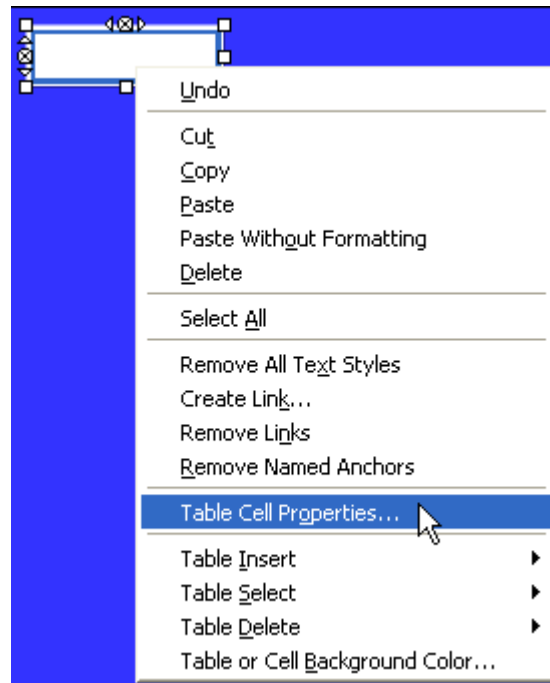 Undo
Cut
Copy
Paste
Paste Without Formatting
Delete
Select All
Remove All Text Styles
Create Link...
Remove Links
Remove Named Anchors
Table Cell Properties...
Table Insert
Table Select
Table Delete
Table or Cell Background Color...